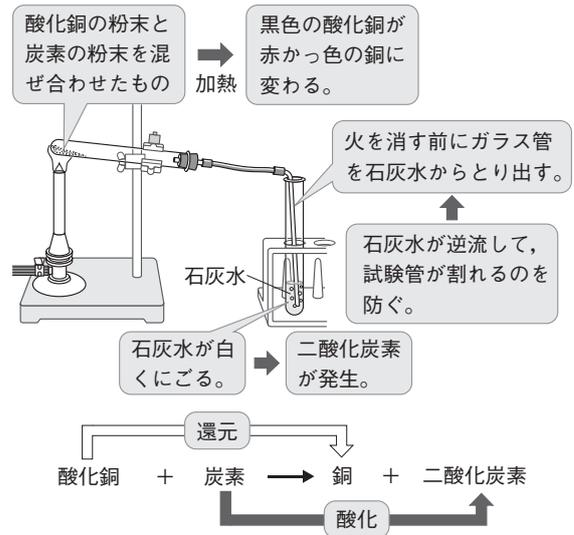 酸化銅の粉末と
炭素の粉末を混
ぜ合わせたもの
加熱
黒色の酸化銅が
赤かっ色の銅に
変わる。
火を消す前にガラス管
を石灰水からとり出す。
石灰水が逆流して,
試験管が割れるのを
防ぐ。
石灰水
石灰水が白
くにごる。
二酸化炭素
が発生。
還元
酸化銅 + 炭素 → 銅 + 二酸化炭素
酸化